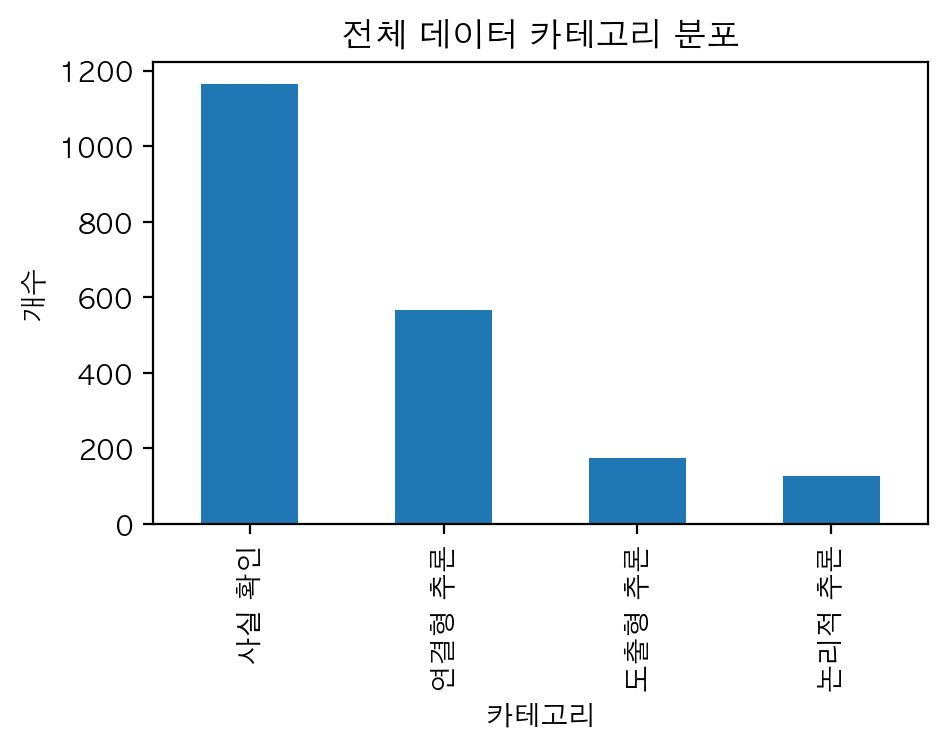 전체 데이터 카테고리 분포
개수
1200
1000
800
600
400
200
0
사실 확인
연결형 추론
도출형 추론
논리적 추론
카테고리